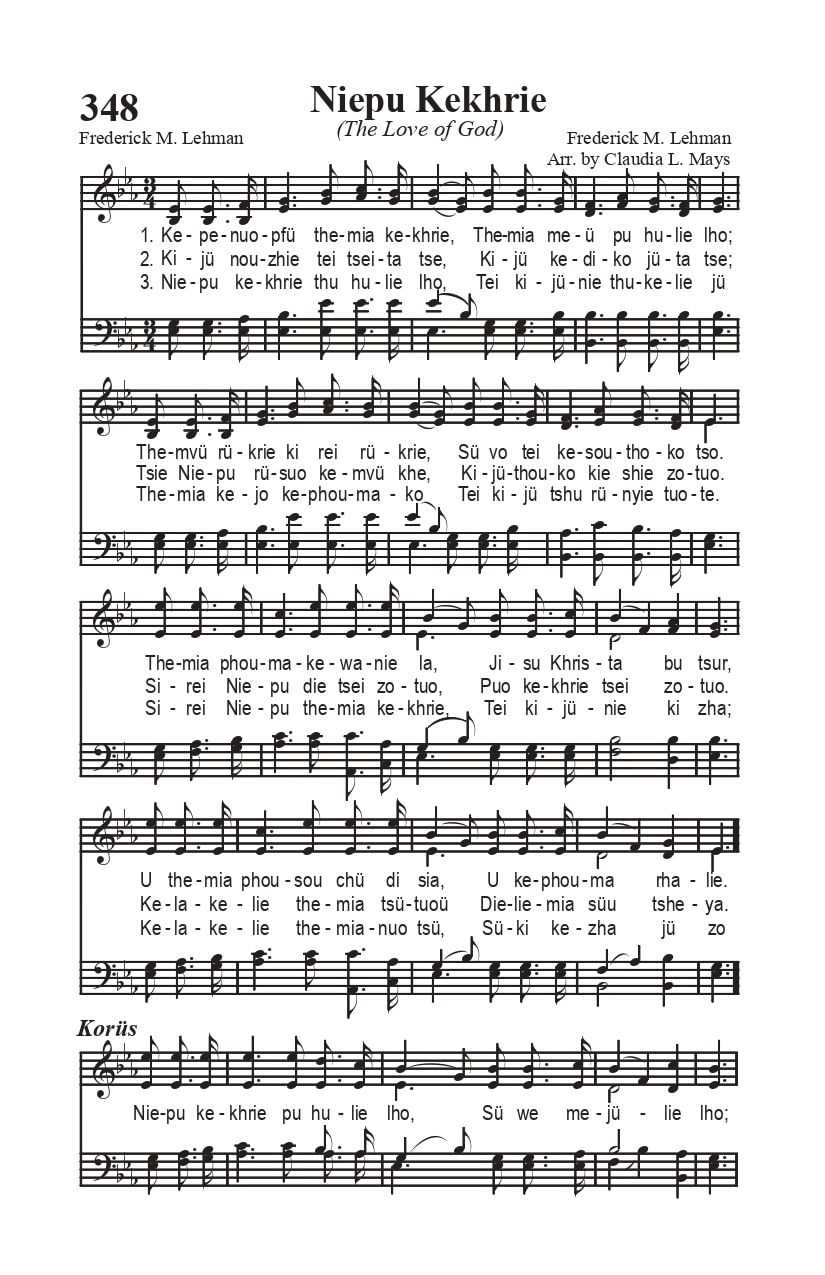 348
Niepu Kekhrie
(The Love of God)
Frederick M. Lehman
Frederick M. Lehman
Arr. by Claudia L. Mays
1. Ke-pe-nuo-pfü the-mia ke-khrie, The-mia me-ü pu hu-lie lho;
2. Ki-jü nou-zhie tei tsei-ta tse, Ki-jü ke-di-ko jü-ta tse;
3. Nie-pu ke-khrie thu hu-lie lho, Tei ki-jü-nie thu-ke-lie jü
The-mvü rü-krie ki rei rü-krie, Sü vo tei ke-sou-tho-ko tso.
Tsie Nie-pu rü-suo ke-mvü khe, Ki-jü-thou-ko kie shie zo-tuo.
The-mia ke-jo ke-phou-ma-ko Tei ki-jü tshu rü-nyie tuo-te.
The-mia phou-ma-ke-wa-nie la, Ji-su Khris-ta bu tsur,
Si-rei Nie-pu die tsei zo-tuo, Puo ke-khrie tsei zo-tuo.
Si-rei Nie-pu the-mia ke-khrie, Tei ki-jü-nie ki zha;
U the-mia phou-sou chü di sia, U ke-phou-ma rha-lie.
Ke-la-ke-lie the-mia tsü-tuoü Die-lie-mia süu tshe-ya.
Ke-la-ke-lie the-mia-nuo tsü, Sü-ki ke-zha jü zo
Korüs
Nie-pu ke-khrie pu hu-lie lho, Sü we me-jü-lie lho;